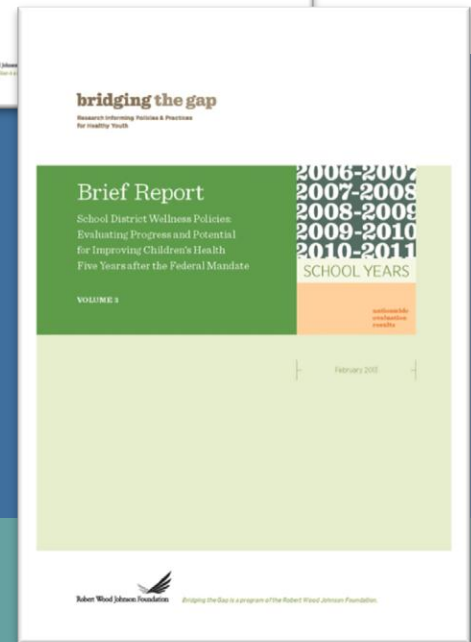 bridging the gap
Research Informing Policies & Practices
for Healthy Youth
Brief Report
School District Wellness Policies:
Evaluating Progress and Potential
for Improving Children's Health
Five Years after the Federal Mandate
VOLUME 3
2006-2007
2007-2008
2008-2009
2009-2010
2010-2011
SCHOOL YEARS
nationwide
evaluation
results
February 2013
Robert Wood Johnson Foundation
Bridging the Gap is a program of the Robert Wood Johnson Foundation.